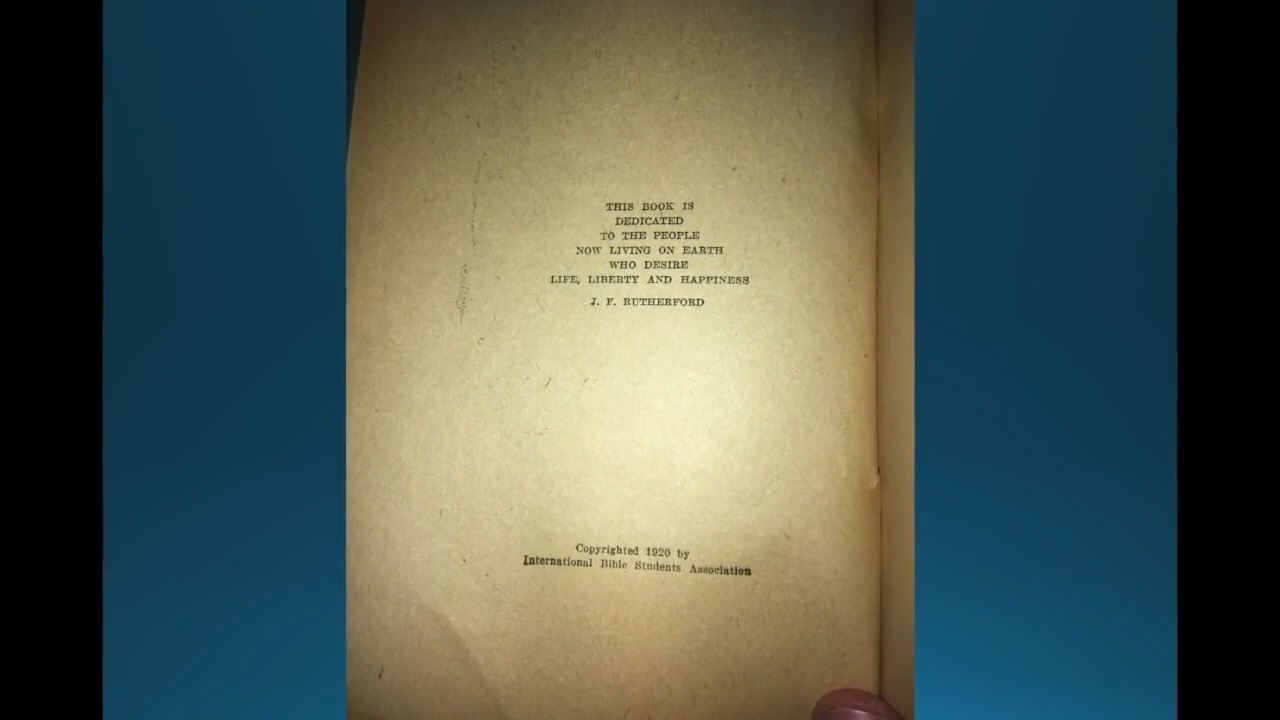 THIS BOOK IS
DEDICATED
TO THE PEOPLE
NOW LIVING ON EARTH
WHO DESIRE
LIFE, LIBERTY AND HAPPINESS
J. F. RUTHERFORD
Copyrighted 1920 by
International Bible Students Association